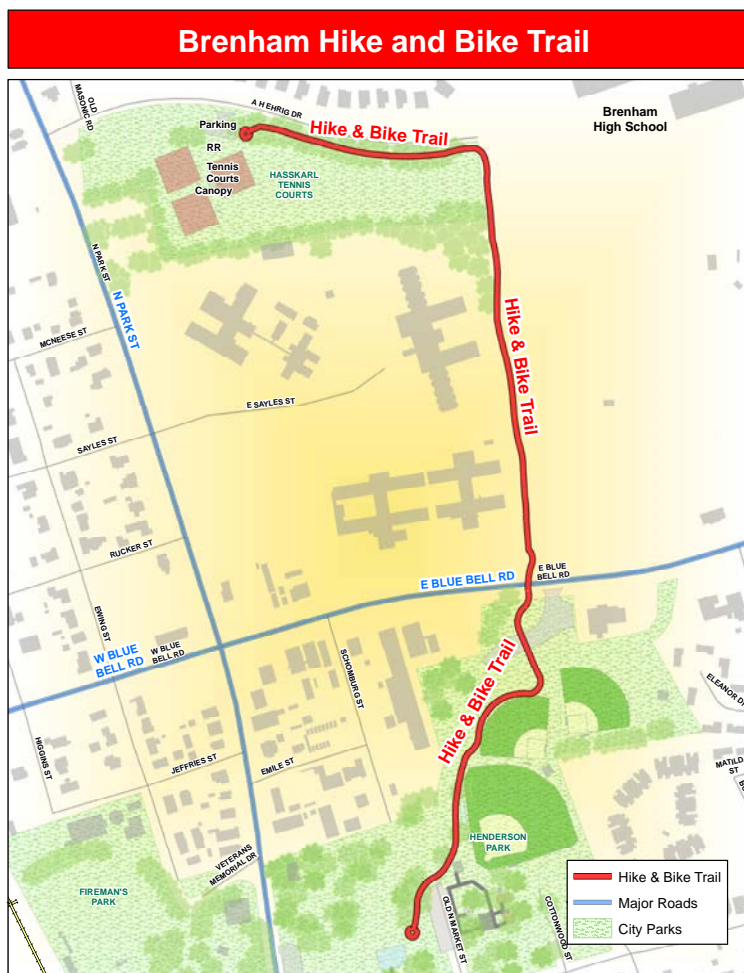 Brenham Hike and Bike Trail
OLD
MASONIC RD
A H EHRIG DR
Brenham
High School
Parking
Hike & Bike Trail
RR
Tennis
Courts
Canopy
HASSKARL
TENNIS
COURTS
N PARK ST
N PARK ST
Hike & Bike Trail
MCNEESE ST
E SAYLES ST
SAYLES ST
RUCKER ST
E BLUE BELL RD
E BLUE
BELL RD
EWING ST
W BLUE
BELL RD
W BLUE
BELL RD
SCHOMBURG ST
Hike & Bike Trail
ELEANOR DR
HIGGINS ST
JEFFRIES ST
EMILE ST
MATILD
ST
HENDERSON
PARK
VETERANS
MEMORIAL DR
FIREMAN'S
PARK
OLD N MARKET ST
COTTONWOOD ST
Hike & Bike Trail
Major Roads
City Parks